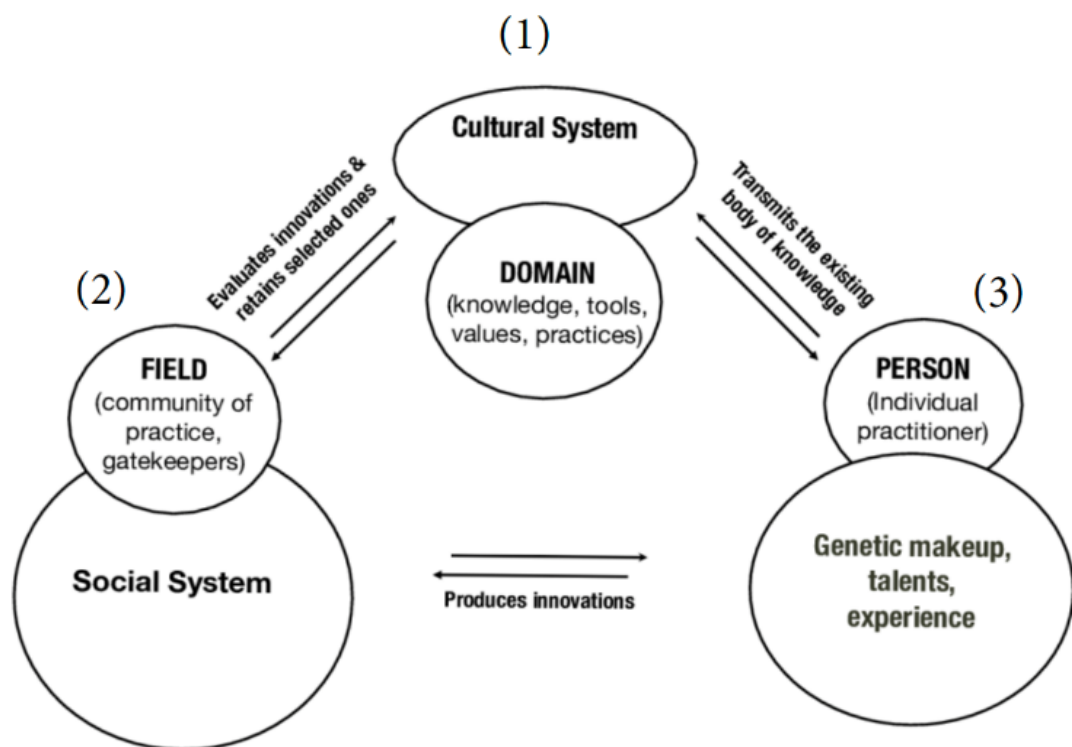 (1)
Cultural System
Evaluates innovations &
retains selected ones
Transmits the existing
body of knowledge
DOMAIN
(knowledge, tools,
values, practices)
(2)
FIELD
(community of
practice,
gatekeepers)
Social System
(3)
PERSON
(Individual
practitioner)
Genetic makeup,
talents,
experience
Produces innovations